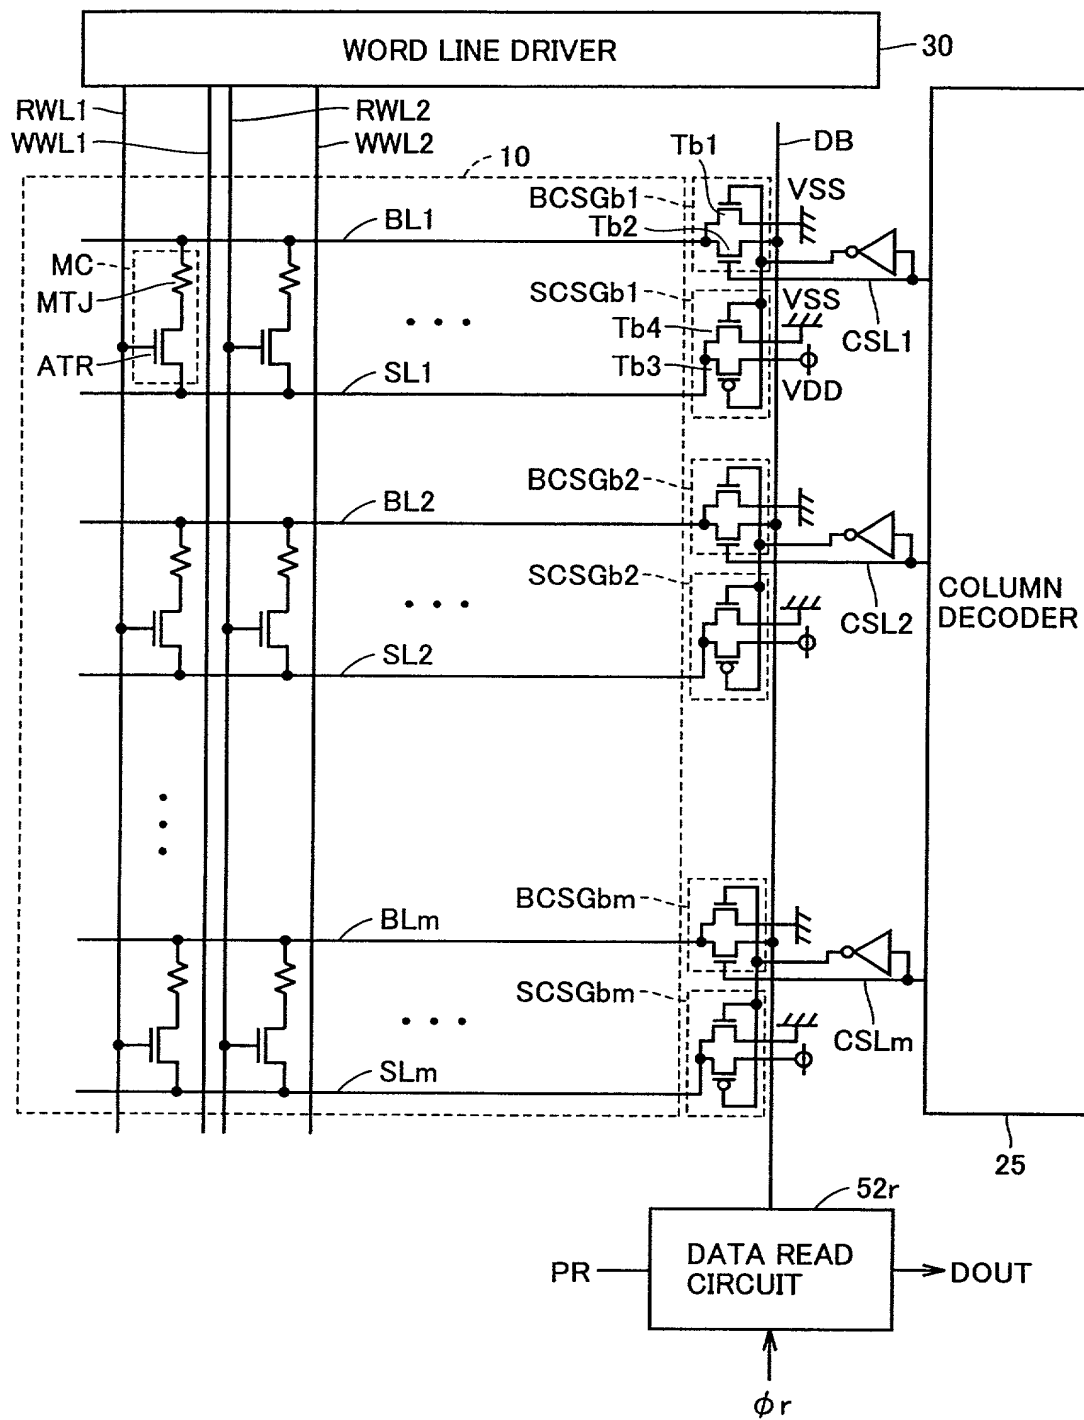 WORD LINE DRIVER
30
RWL1
WWL1
RWL2
WWL2
10
DB
Tb1
BCSGb1
VSS
BL1
Tb2
MC
MTJ
SCSGb1
VSS
Tb4
CSL1
ATR
SL1
Tb3
VDD
BCSGb2
BL2
SCSGb2
CSL2
COLUMN
DECODER
SL2
BCSGbm
BLm
SCSGbm
CSLm
SLm
25
52r
DATA READ
CIRCUIT
PR
DOUT
ϕr